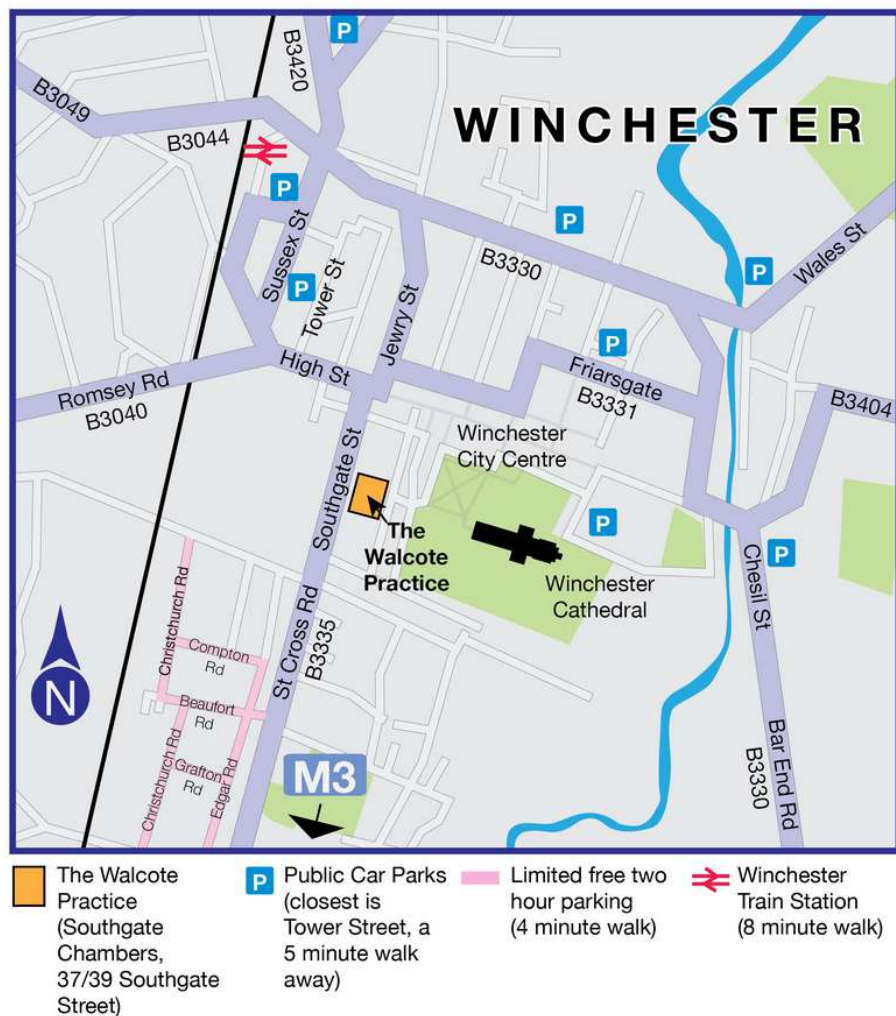 B3420
P
B3049
WINCHESTER
B3044
P
P
Sussex St
Tower St
P
B3330
P
Wales St
Jewry St
P
High St
Friarsgate
B3331
Romsey Rd
B3040
B3404
Southgate St
Winchester
City Centre
The
Walcote
Practice
P
Winchester
Cathedral
P
Chesil St
Christchurch Rd
Compton
Rd
St Cross Rd
B3335
N
Beaufort
Rd
Christchurch Rd
Grafton
Rd
Edgar Rd
M3
Bar End Rd
B3330
The Walcote
Practice
(Southgate
Chambers,
37/39 Southgate
Street)
P
Public Car Parks
(closest is
Tower Street, a
5 minute walk
away)
Limited free two
hour parking
(4 minute walk)
Winchester
Train Station
(8 minute walk)